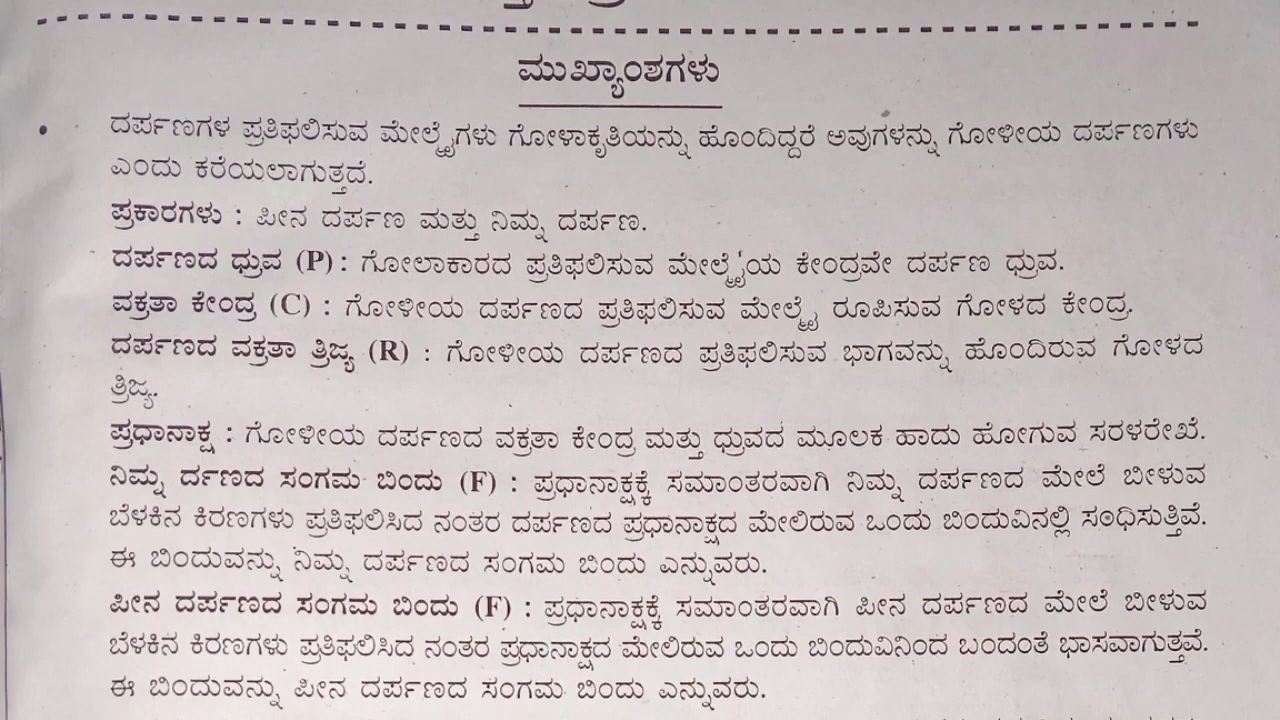 ಮುಖ್ಯಾಂಶಗಳು
• ದರ್ಪಣಗಳ ಪ್ರತಿಫಲಿಸುವ ಮೇಲ್ಮೈಗಳು ಗೋಳಾಕೃತಿಯನ್ನು ಹೊಂದಿದ್ದರೆ ಅವುಗಳನ್ನು ಗೋಳೀಯ ದರ್ಪಣಗಳು
ಎಂದು ಕರೆಯಲಾಗುತ್ತದೆ.
ಪ್ರಕಾರಗಳು : ಪೀನ ದರ್ಪಣ ಮತ್ತು ನಿಮ್ನ ದರ್ಪಣ.
ದರ್ಪಣದ ಧ್ರುವ (P) : ಗೋಲಾಕಾರದ ಪ್ರತಿಫಲಿಸುವ ಮೇಲ್ಮೈಯ ಕೇಂದ್ರವೇ ದರ್ಪಣ ಧ್ರುವ.
ವಕ್ರತಾ ಕೇಂದ್ರ (C) : ಗೋಳೀಯ ದರ್ಪಣದ ಪ್ರತಿಫಲಿಸುವ ಮೇಲ್ಮೈ ರೂಪಿಸುವ ಗೋಳದ ಕೇಂದ್ರ.
ದರ್ಪಣದ ವಕ್ರತಾ ತ್ರಿಜ್ಯ (R) : ಗೋಳೀಯ ದರ್ಪಣದ ಪ್ರತಿಫಲಿಸುವ ಭಾಗವನ್ನು ಹೊಂದಿರುವ ಗೋಳದ
ತ್ರಿಜ್ಯ.
ಪ್ರಧಾನಾಕ್ಷ : ಗೋಳೀಯ ದರ್ಪಣದ ವಕ್ರತಾ ಕೇಂದ್ರ ಮತ್ತು ಧ್ರುವದ ಮೂಲಕ ಹಾದು ಹೋಗುವ ಸರಳರೇಖೆ.
ನಿಮ್ನ ರ್ದಣದ ಸಂಗಮ ಬಿಂದು (F) : ಪ್ರಧಾನಾಕ್ಷಕ್ಕೆ ಸಮಾಂತರವಾಗಿ ನಿಮ್ನ ದರ್ಪಣದ ಮೇಲೆ ಬೀಳುವ
ಬೆಳಕಿನ ಕಿರಣಗಳು ಪ್ರತಿಫಲಿಸಿದ ನಂತರ ದರ್ಪಣದ ಪ್ರಧಾನಾಕ್ಷದ ಮೇಲಿರುವ ಒಂದು ಬಿಂದುವಿನಲ್ಲಿ ಸಂಧಿಸುತ್ತಿವೆ.
ಈ ಬಿಂದುವನ್ನು ನಿಮ್ನ ದರ್ಪಣದ ಸಂಗಮ ಬಿಂದು ಎನ್ನುವರು.
ಪೀನ ದರ್ಪಣದ ಸಂಗಮ ಬಿಂದು (F) : ಪ್ರಧಾನಾಕ್ಷಕ್ಕೆ ಸಮಾಂತರವಾಗಿ ಪೀನ ದರ್ಪಣದ ಮೇಲೆ ಬೀಳುವ
ಬೆಳಕಿನ ಕಿರಣಗಳು ಪ್ರತಿಫಲಿಸಿದ ನಂತರ ಪ್ರಧಾನಾಕ್ಷದ ಮೇಲಿರುವ ಒಂದು ಬಿಂದುವಿನಿಂದ ಬಂದಂತೆ ಭಾಸವಾಗುತ್ತವೆ.
ಈ ಬಿಂದುವನ್ನು ಪೀನ ದರ್ಪಣದ ಸಂಗಮ ಬಿಂದು ಎನ್ನುವರು.